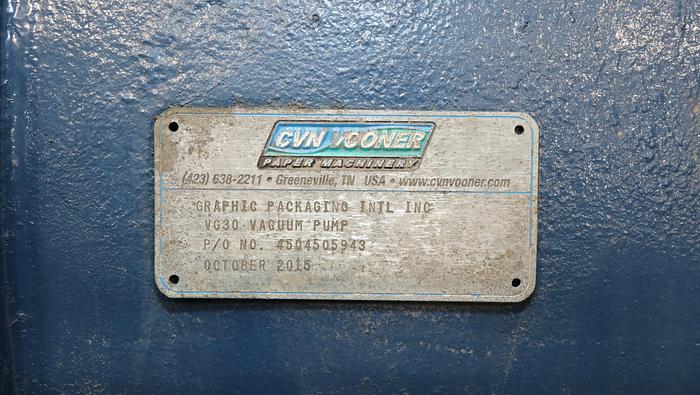 CVN VOONER
PAPER MACHINERY
(423) 638-2211 • Greeneville, TN USA • www.cvnvooner.com
GRAPHIC PACKAGING INTL INC
VG30 VACUUM PUMP
P/O NO. 4504505943
OCTOBER 2015